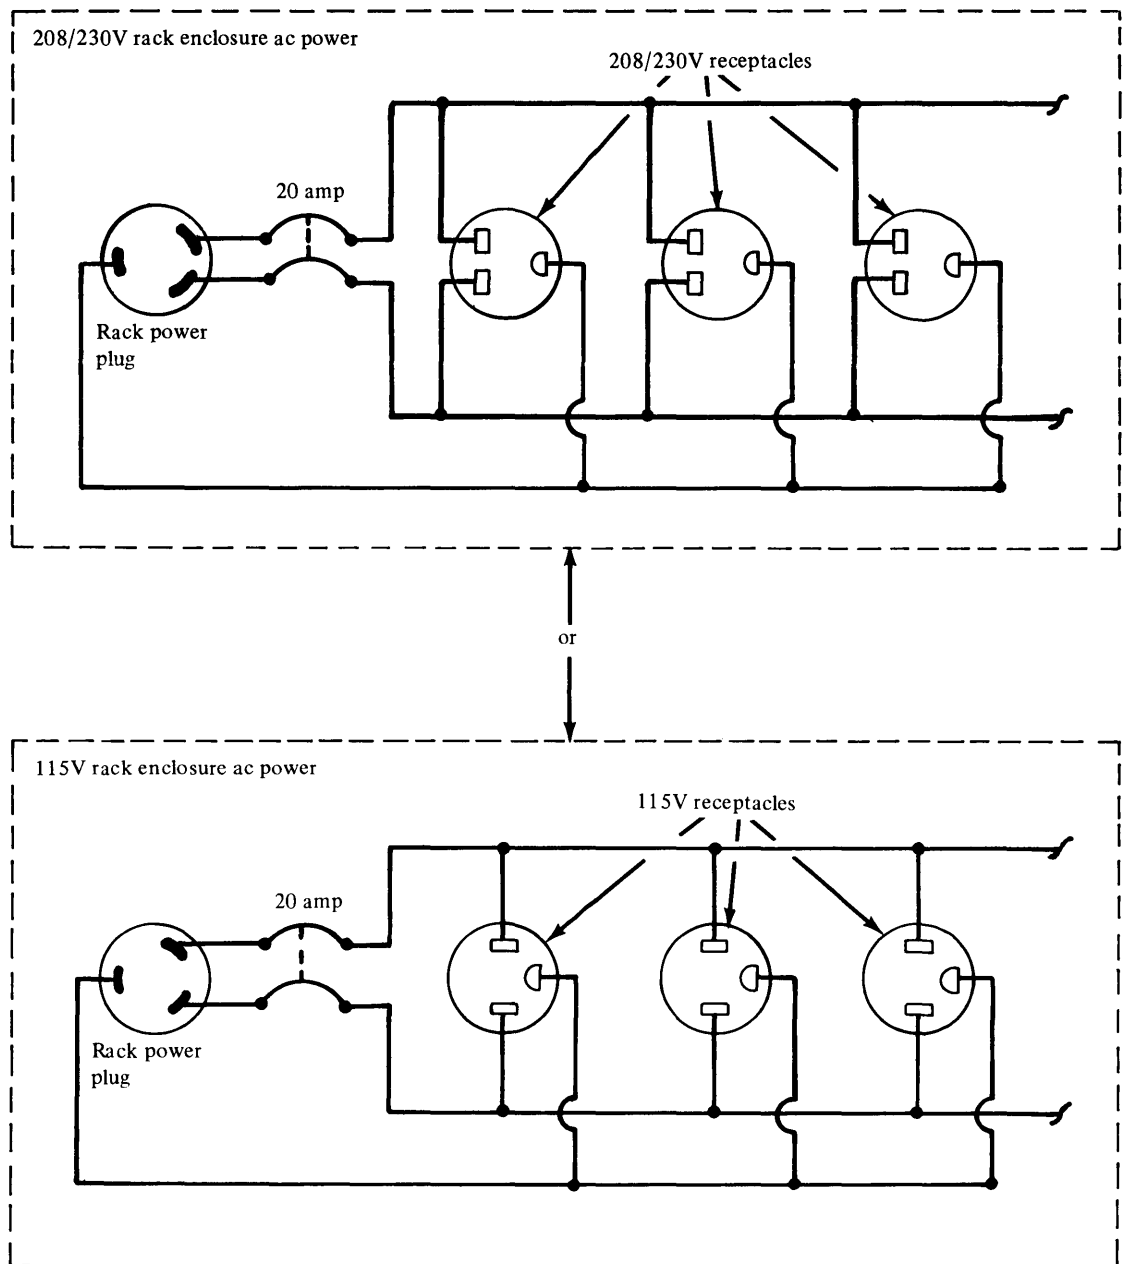 208/230V rack enclosure ac power
208/230V receptacles
20 amp
Rack power
plug
or
115V rack enclosure ac power
115V receptacles
20 amp
Rack power
plug